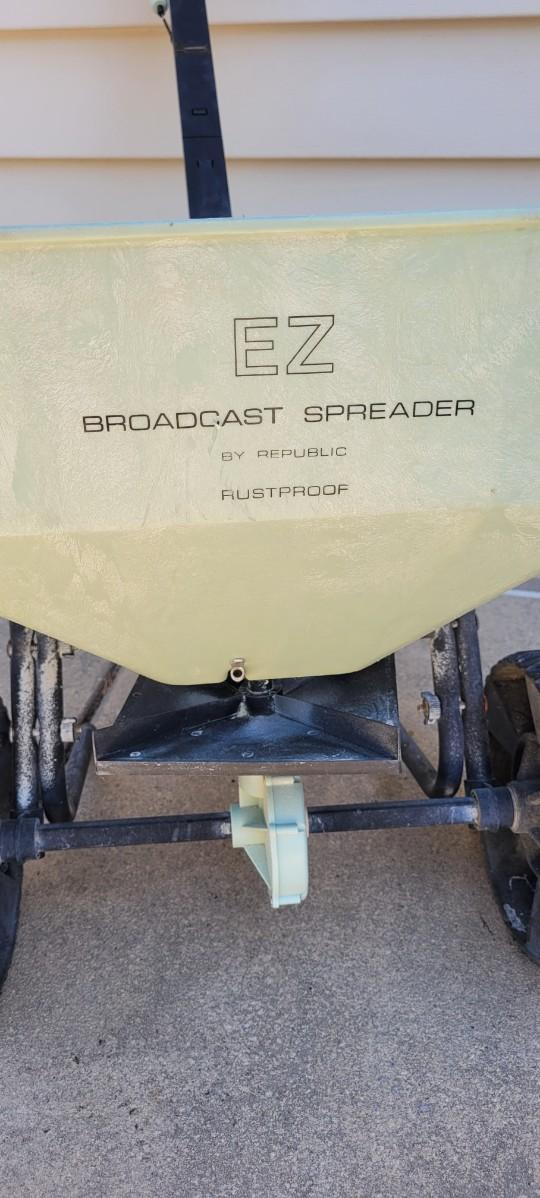 EZ
BROADCAST SPREADER
BY REPUBLIC
RUSTPROOF